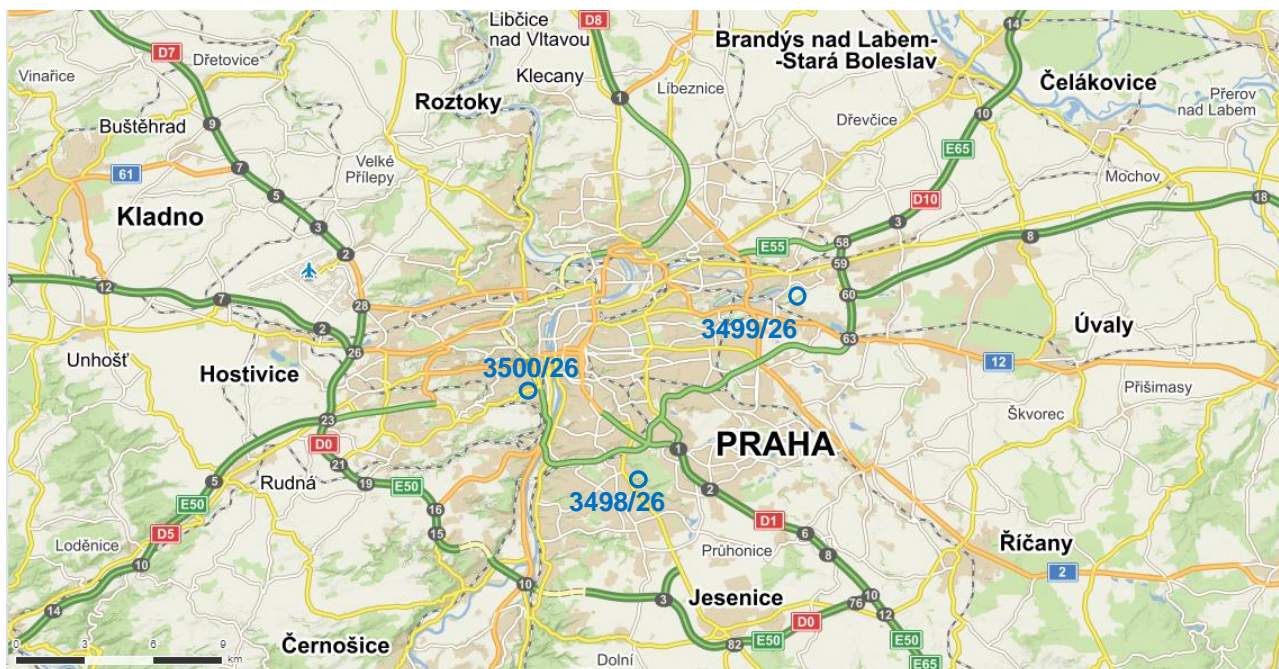 Libčice
nad Vltavou
D8
14
Brandýs nad Labem-
-Stará Boleslav
D7
Dřetovice
Vinařice
Klecany
Roztoky
1
Líbeznice
Čelákovice
Přerov
nad Labem
10
Dřevčice
Buštěhrad
9
E65
61
7
Velké
Přílepy
Mochov
5
D10
18
Kladno
3
3
8
2
E55
58
59
12
7
28
60
3499/26
2
63
Úvaly
Unhošť
26
12
Hostivice
3500/26
Přišimasy
23
Škvorec
D0
PRAHA
1
21
19
E50
5
Rudná
2
3498/26
E50
16
D5
15
D1
6
Loděnice
Průhonice
8
Říčany
10
2
10
3
Jesenice
10
76
14
D0
12
82
E50
E50
Černošice
Dolní
E65
0
3
6
9
km